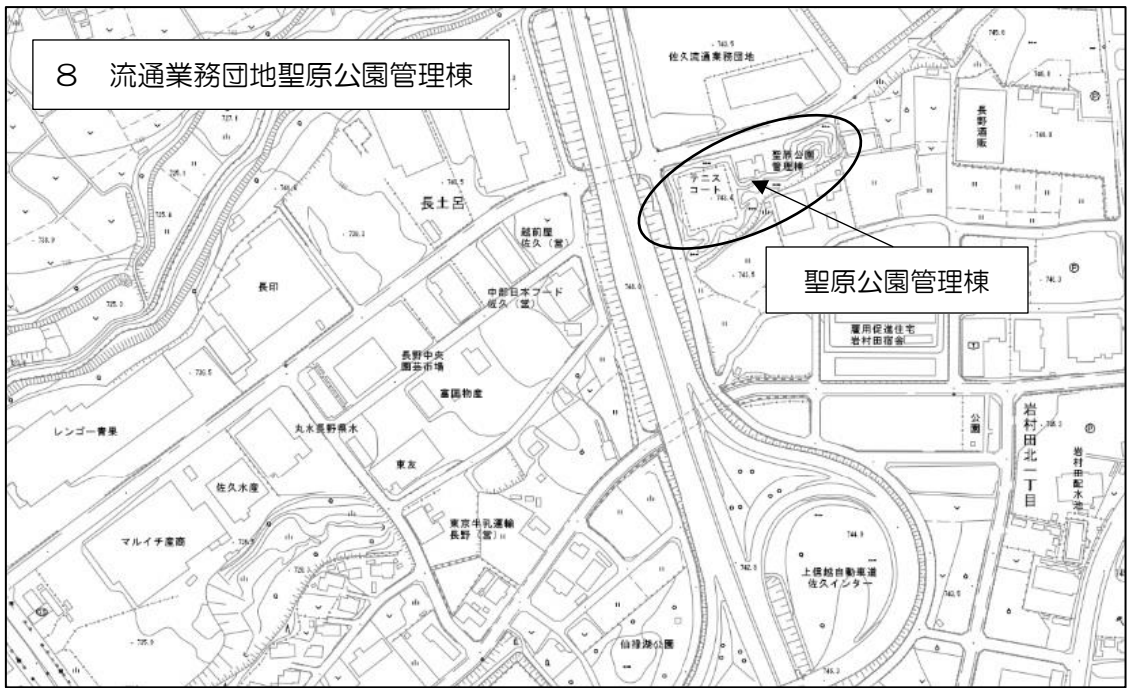 8 流通業務団地聖原公園管理棟
佐久流通業務団地
長野酒販
聖原公園
管理棟
テニス
コート
長土呂
越前屋
佐久(営)
聖原公園管理棟
長印
中部日本フード
佐久(営)
雇用促進住宅
岩村田宿舎
長野中央
園芸市場
富国物産
レンゴー青果
丸水長野県水
東友
公園
岩村田北一丁目
岩村田配水池
佐久水産
マルイチ産商
東京牛乳運輸
長野(営)
上信越自動車道
佐久インター
仙禄湖公園